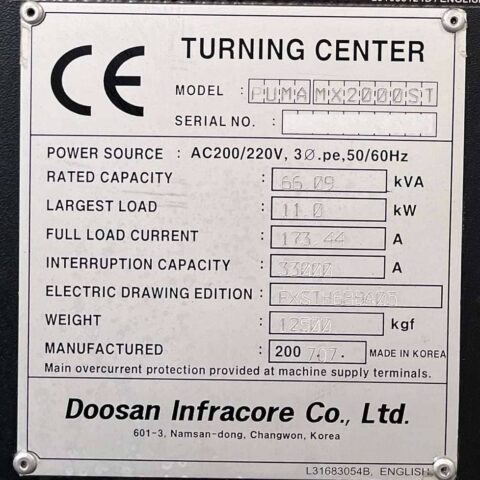 CE
TURNING CENTER
MODEL : PUMA MX2000ST
SERIAL NO. :
POWER SOURCE : AC200/220V, 3Ø.pe,50/60Hz
RATED CAPACITY : 66.09 kVA
LARGEST LOAD : 11.0 kW
FULL LOAD CURRENT : 173.44 A
INTERRUPTION CAPACITY : 33000 A
ELECTRIC DRAWING EDITION :
WEIGHT : 12500 kgf
MANUFACTURED : 200 7.07. MADE IN KOREA
Main overcurrent protection provided at machine supply terminals.
Doosan Infracore Co., Ltd.
601-3, Namsan-dong, Changwon, Korea
L31683054B, ENGLISH